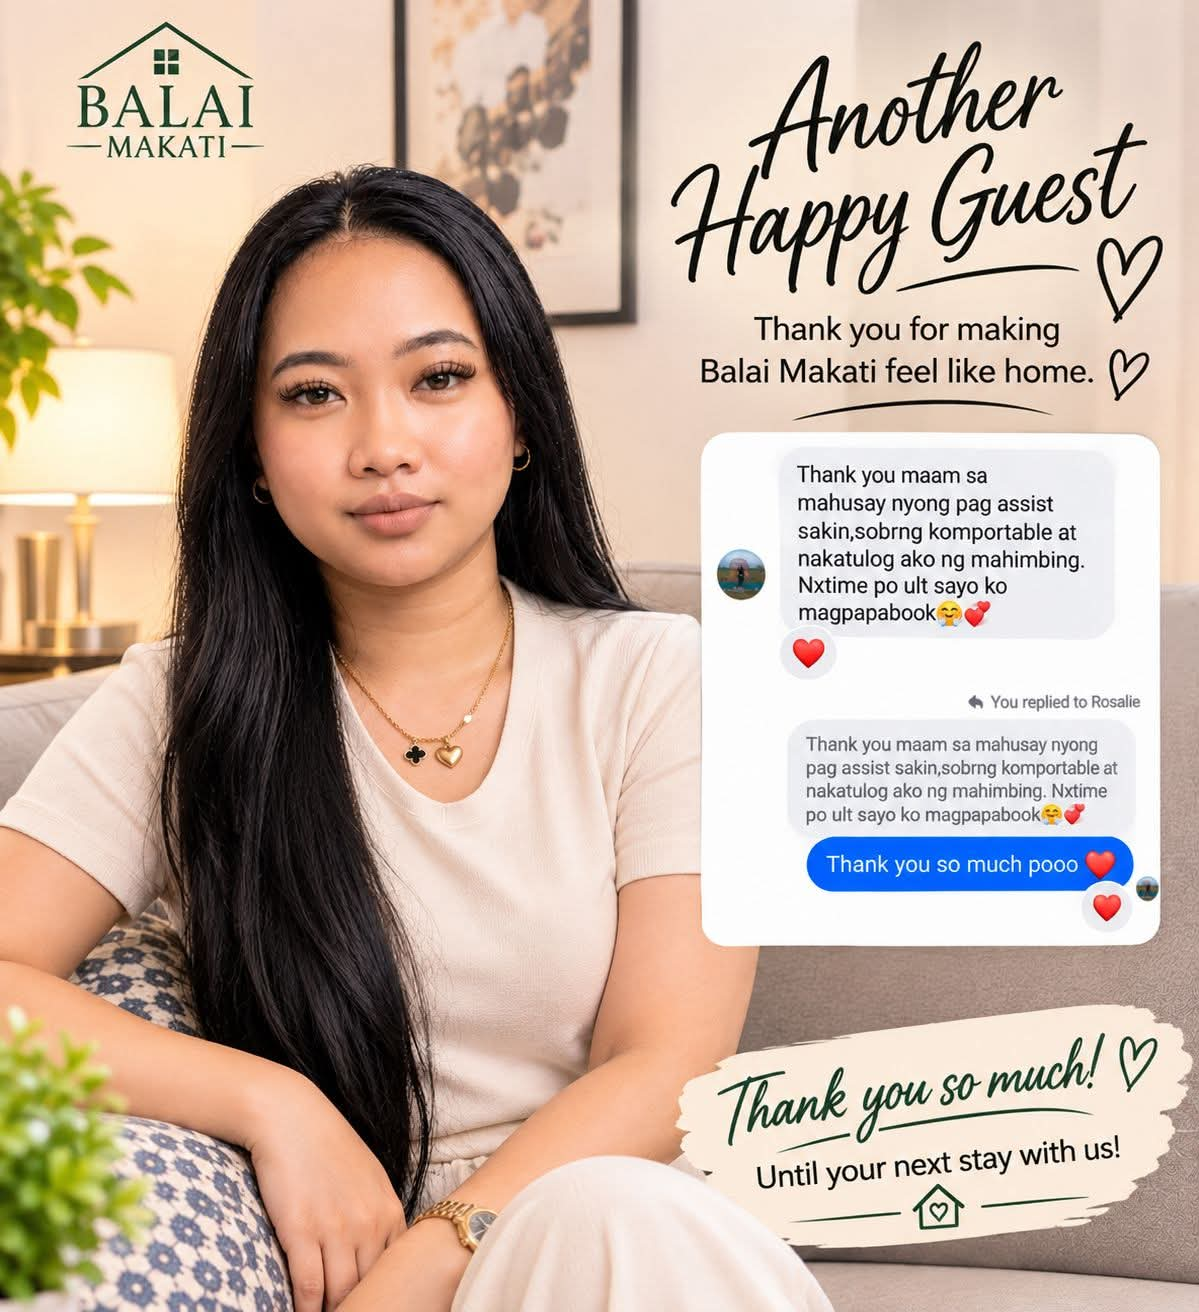 BALAI
MAKATI
Another
Happy Guest
Thank you for making
Balai Makati feel like home.
Thank you maam sa
mahusay nyong pag assist
sakin,sobrng komportable at
nakatulog ako ng mahimbing.
Nxtime po ult sayo ko
magpapabook🤗💞
❤️
You replied to Rosalie
Thank you maam sa mahusay nyong
pag assist sakin,sobrng komportable at
nakatulog ako ng mahimbing. Nxtime
po ult sayo ko magpapabook🤗💞
Thank you so much pooo ❤️
❤️
Thank you so much!
Until your next stay with us!